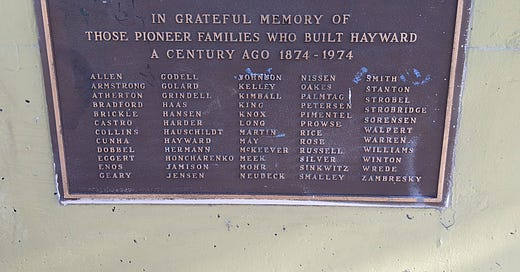 IN GRATEFUL MEMORY OF
THOSE PIONEER FAMILIES WHO BUILT HAYWARD
A CENTURY AGO 1874-1974
ALLEN
ARMSTRONG
ATHERTON
BRADFORD
BRICKLE
CASTRO
COLLINS
CUNHA
DOBBEL
EGGERT
ENOS
GEARY
GODELL
GOLARD
GRINDELL
HAAS
HANSEN
HARDER
HAUSCHILDT
HAYWARD
HERMANN
HONCHARENKO
JAMISON
JENSEN
JOHNSON
KELLEY
KIMBALL
KING
KNOX
LONG
MARTIN
MAY
McKEEVER
MEEK
MOHR
NEUDECK
NISSEN
OAKES
PALMTAG
PETERSEN
PIMENTEL
PROWSE
RICE
ROSE
RUSSELL
SILVER
SINKWITZ
SMALLEY
SMITH
STANTON
STROBEL
STROBRIDGE
SORENSEN
WALPERT
WARREN
WILLIAMS
WINTON
WREDE
ZAMBRESKY